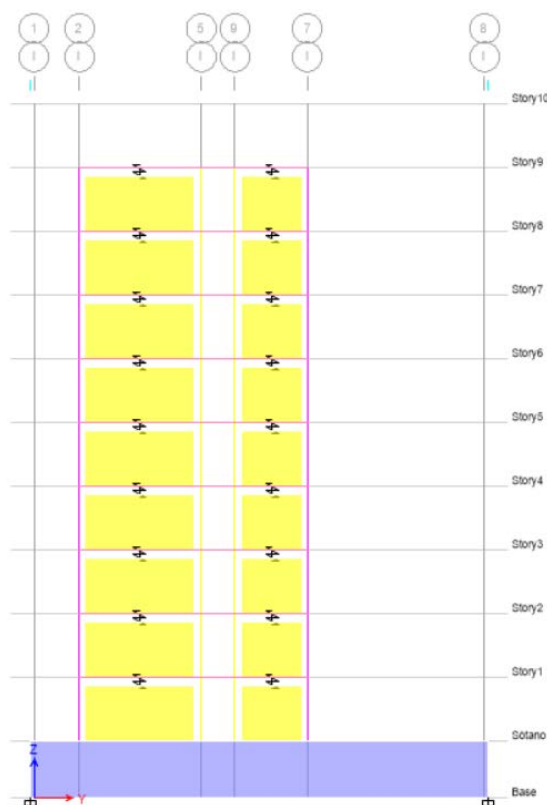 1 2 5 9 7 8
I I I I I I
Story10
Story9
Story8
Story7
Story6
Story5
Story4
Story3
Story2
Story1
Sotano
Z
Y
Base